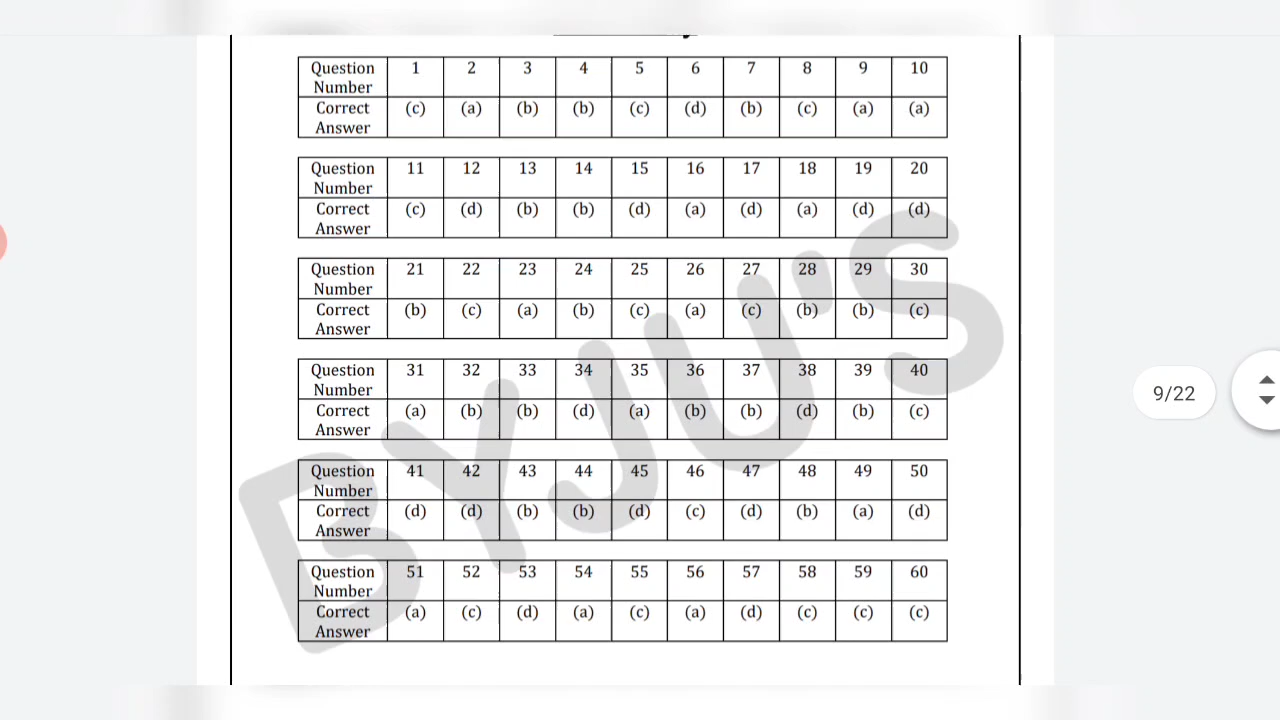 Question Number 1 2 3 4 5 6 7 8 9 10
Correct Answer (c) (a) (b) (b) (c) (d) (b) (c) (a) (a)
Question Number 11 12 13 14 15 16 17 18 19 20
Correct Answer (c) (d) (b) (b) (d) (a) (d) (a) (d) (d)
Question Number 21 22 23 24 25 26 27 28 29 30
Correct Answer (b) (c) (a) (b) (c) (a) (c) (b) (b) (c)
Question Number 31 32 33 34 35 36 37 38 39 40
Correct Answer (a) (b) (b) (d) (a) (b) (b) (d) (b) (c)
Question Number 41 42 43 44 45 46 47 48 49 50
Correct Answer (d) (d) (b) (b) (d) (c) (d) (b) (a) (d)
Question Number 51 52 53 54 55 56 57 58 59 60
Correct Answer (a) (c) (d) (a) (c) (a) (d) (c) (c) (c)
BYJU'S
9/22